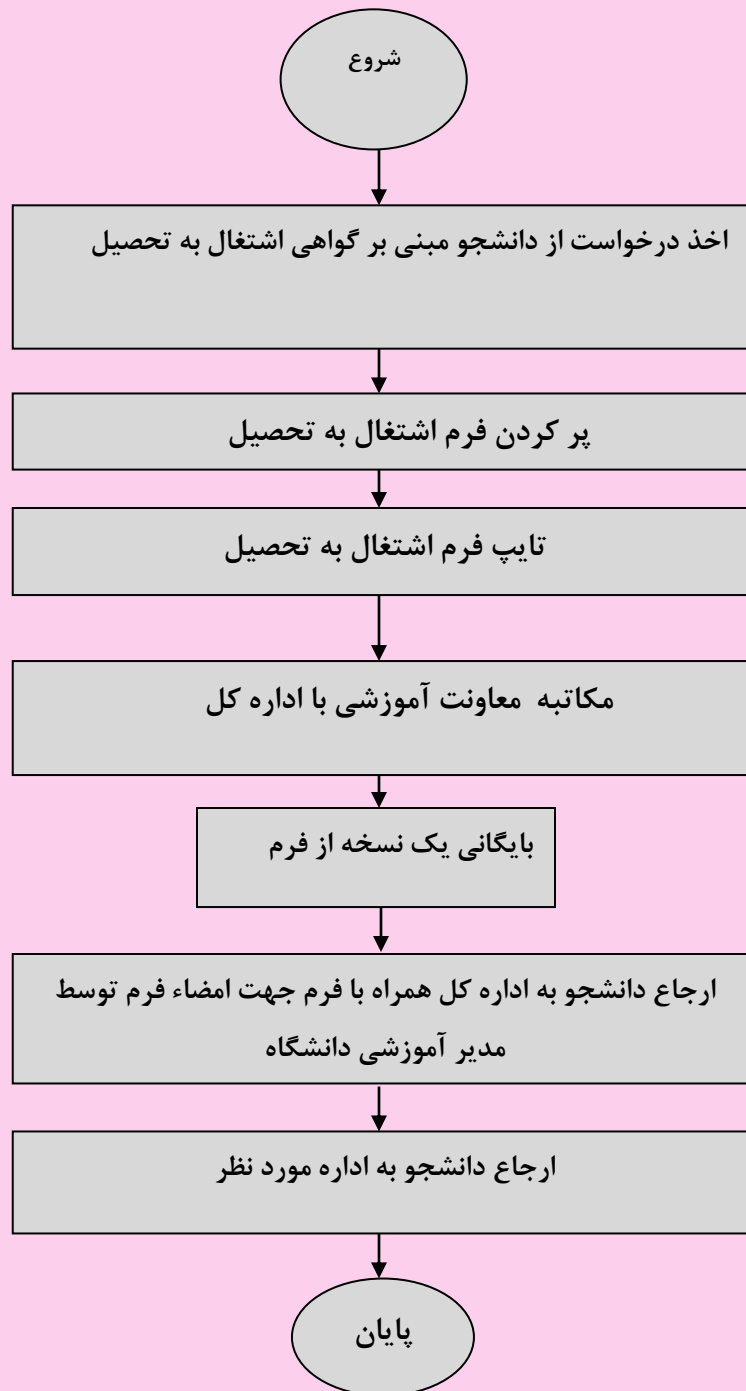 شروع
اخذ درخواست از دانشجو مبنی بر گواهی اشتغال به تحصیل
پر کردن فرم اشتغال به تحصیل
تایپ فرم اشتغال به تحصیل
مکاتبه معاونت آموزشی با اداره کل
بایگانی یک نسخه از فرم
ارجاع دانشجو به اداره کل همراه با فرم جهت امضاء فرم توسط
مدیر آموزشی دانشگاه
ارجاع دانشجو به اداره مورد نظر
پایان